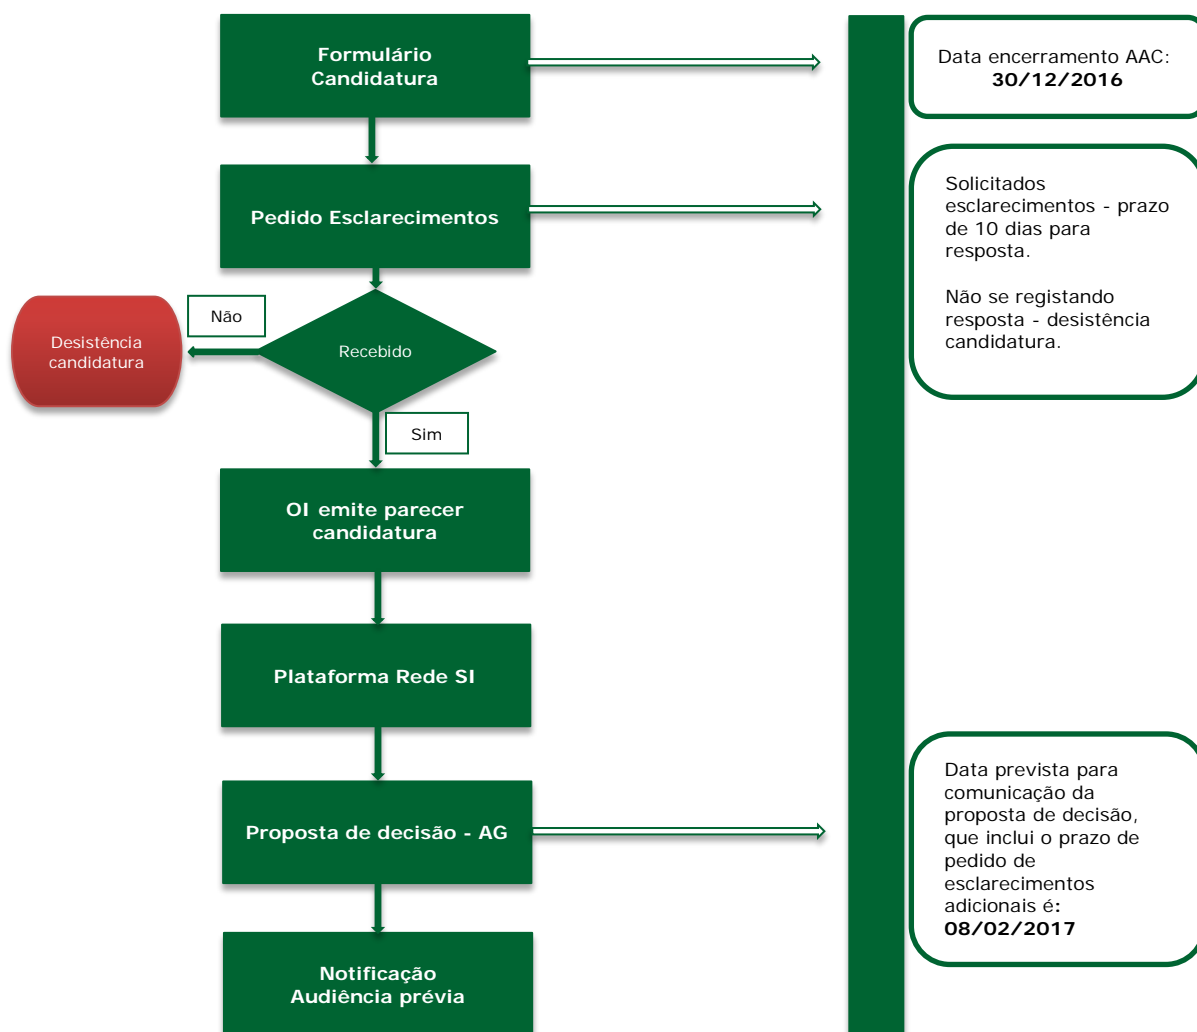 Formulário
Candidatura
Data encerramento AAC:
30/12/2016
Pedido Esclarecimentos
Solicitados
esclarecimentos - prazo
de 10 dias para
resposta.
Não se registando
resposta - desistência
candidatura.
Não
Desistência
candidatura
Recebido
Sim
OI emite parecer
candidatura
Plataforma Rede SI
Proposta de decisão - AG
Data prevista para
comunicação da
proposta de decisão,
que inclui o prazo de
pedido de
esclarecimentos
adicionais é:
08/02/2017
Notificação
Audiência prévia